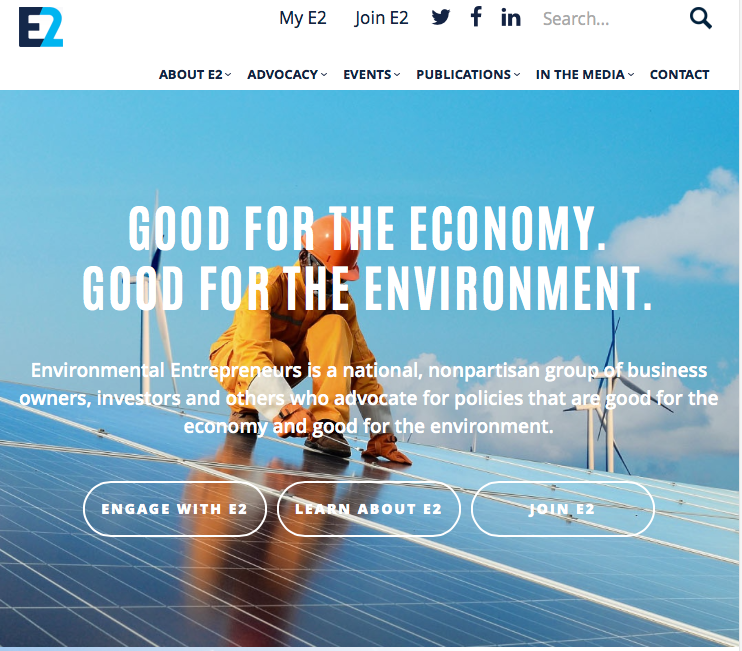 E2
My E2 Join E2 Search...
ABOUT E2 ADVOCACY EVENTS PUBLICATIONS IN THE MEDIA CONTACT
GOOD FOR THE ECONOMY.
GOOD FOR THE ENVIRONMENT.
Environmental Entrepreneurs is a national, nonpartisan group of business
owners, investors and others who advocate for policies that are good for the
economy and good for the environment.
ENGAGE WITH E2 LEARN ABOUT E2 JOIN E2